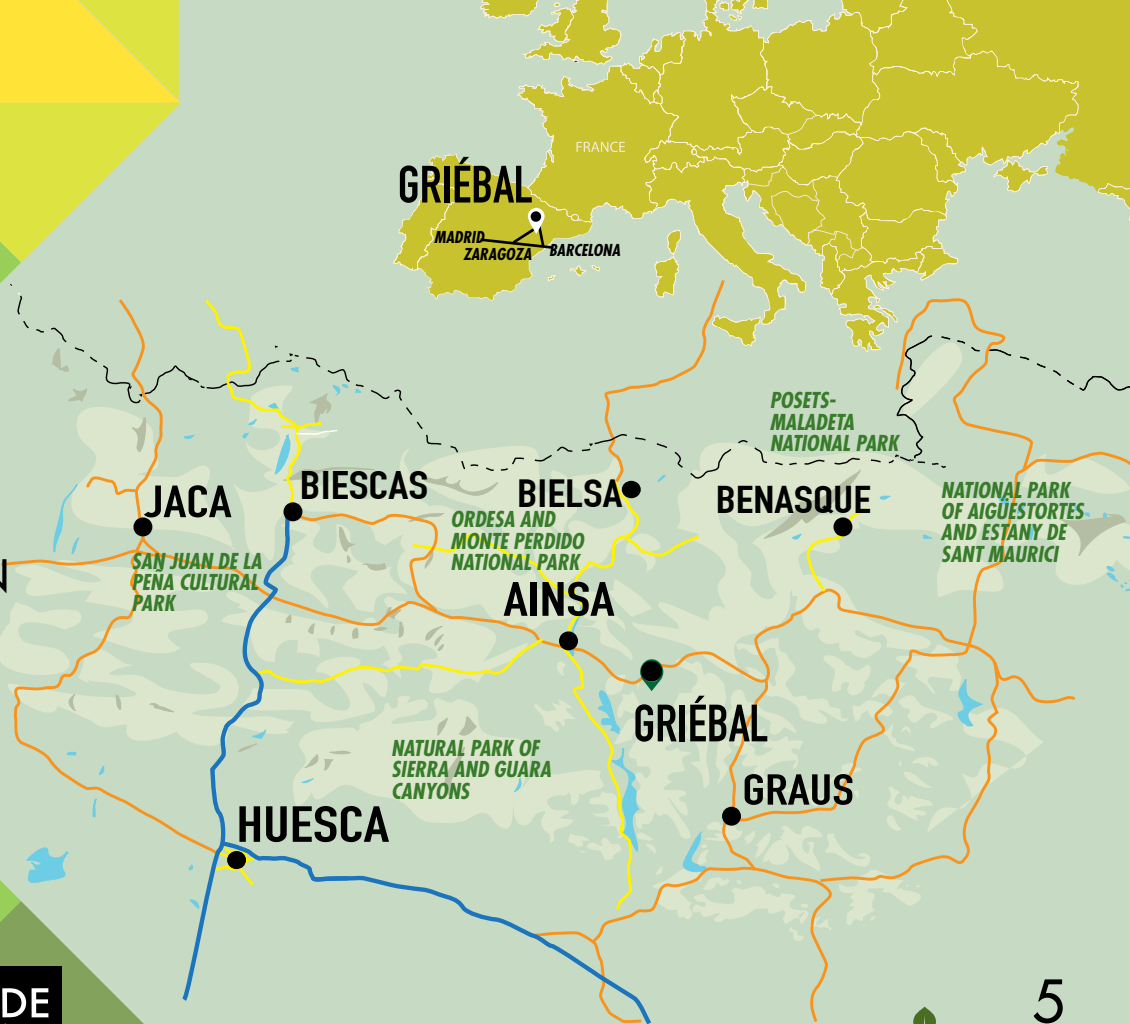 FRANCE
GRIÉBAL
MADRID
ZARAGOZA
BARCELONA
POSETS-
MALADETA
NATIONAL PARK
JACA
BIESCAS
BIELSA
BENASQUE
NATIONAL PARK
OF AIGÜESTORTES
AND ESTANY DE
SANT MAURICI
ORDESA AND
MONTE PERDIDO
NATIONAL PARK
SAN JUAN DE LA
PEÑA CULTURAL
PARK
N
AINSA
GRIÉBAL
NATURAL PARK OF
SIERRA AND GUARA
CANYONS
GRAUS
HUESCA
DE
5